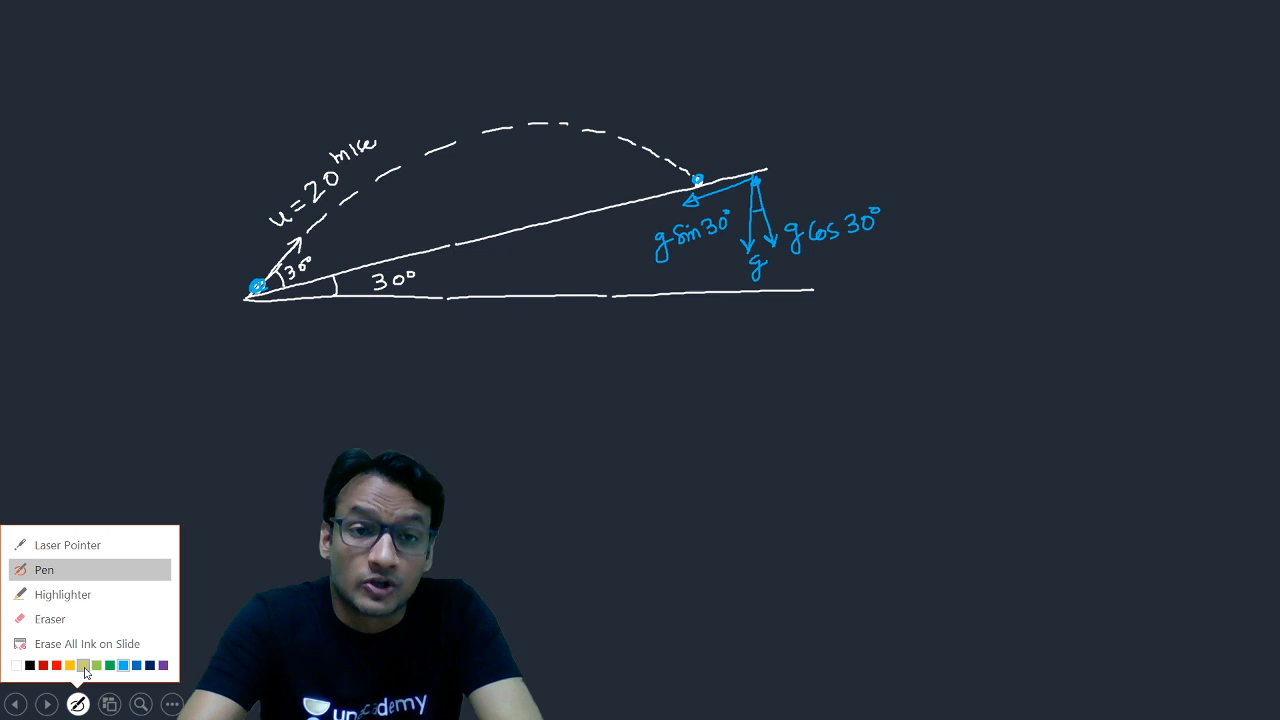 u = 20 m/sec
30°
30°
g sin 30°
g cos 30°
g
Laser Pointer
Pen
Highlighter
Eraser
Erase All Ink on Slide
unacademy